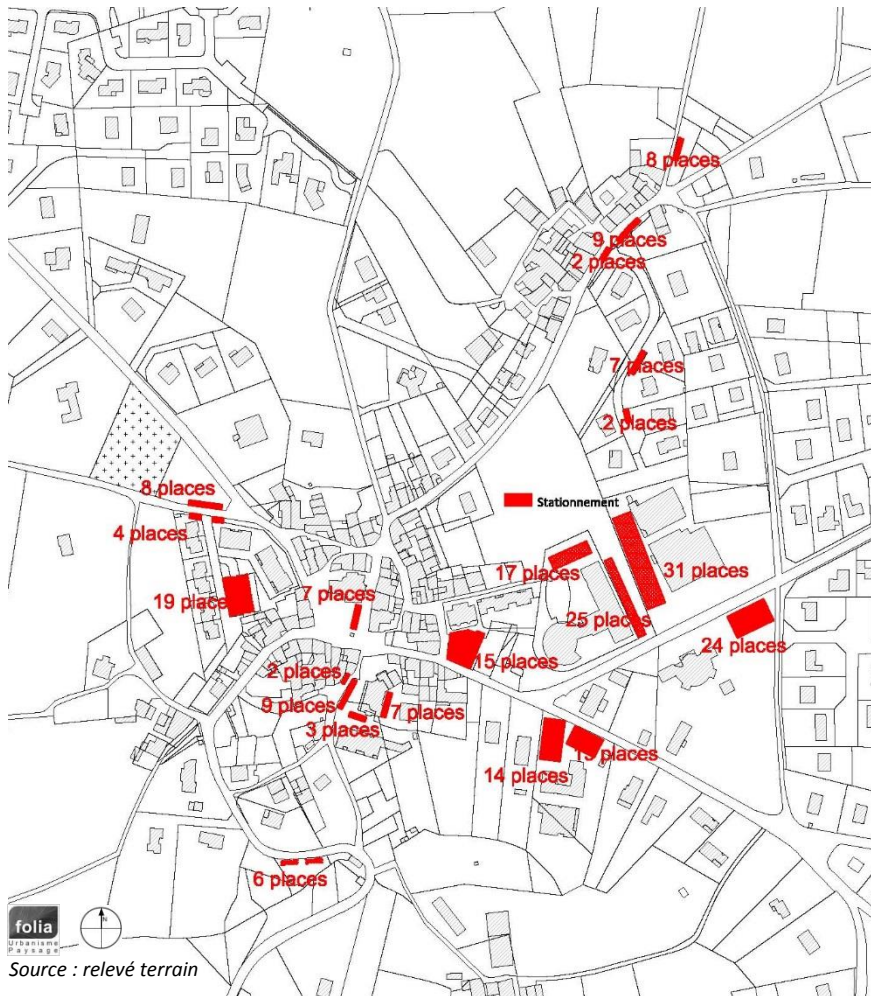 8 places
9 places
2 places
7 places
2 places
8 places
Stationnement
4 places
17 places
31 places
19 place
7 places
25 places
24 places
15 places
2 places
9 places
7 places
3 places
places
14 places
6 places
N
folia
Urbanisme
Paysage
Source : relevé terrain